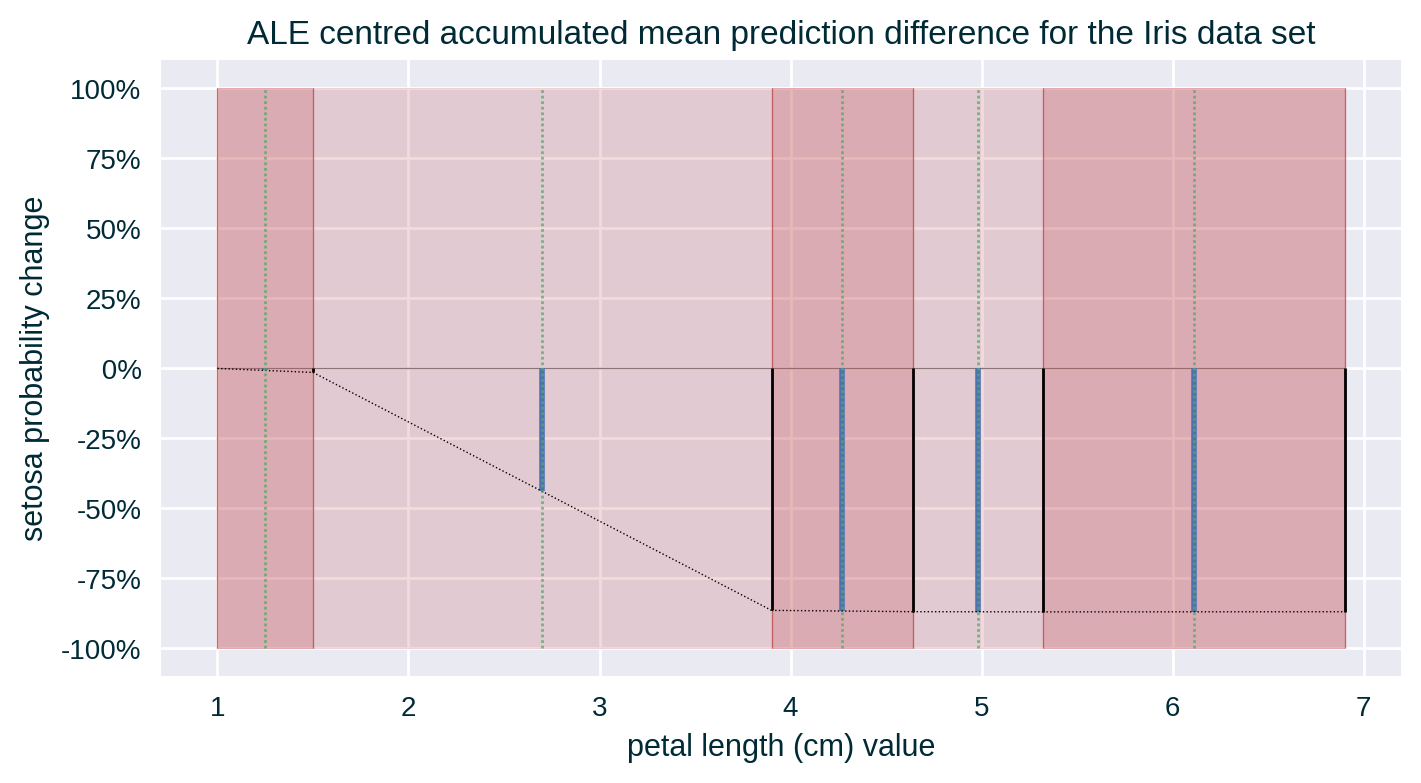 ALE centred accumulated mean prediction difference for the Iris data set
setosa probability change
100%
75%
50%
25%
0%
-25%
-50%
-75%
-100%
1 2 3 4 5 6 7
petal length (cm) value